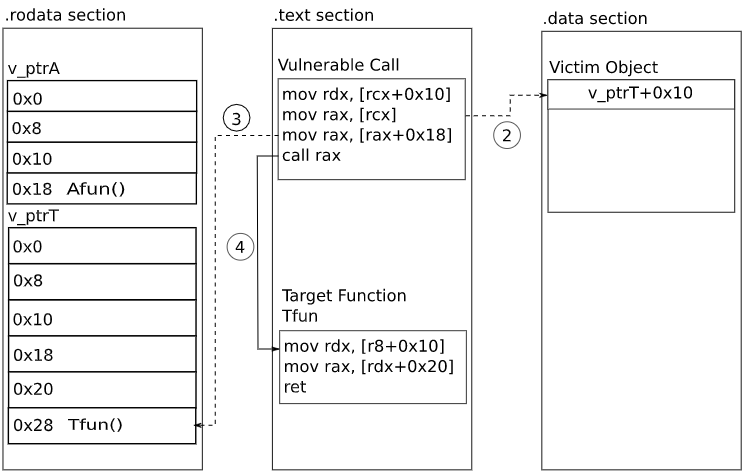 .rodata section
v_ptrA
0x0
0x8
0x10
0x18 Afun()
v_ptrT
0x0
0x8
0x10
0x18
0x20
0x28 Tfun()
3
4
.text section
Vulnerable Call
mov rdx, [rcx+0x10]
mov rax, [rcx]
mov rax, [rax+0x18]
call rax
Target Function
Tfun
mov rdx, [r8+0x10]
mov rax, [rdx+0x20]
ret
2
.data section
Victim Object
v_ptrT+0x10